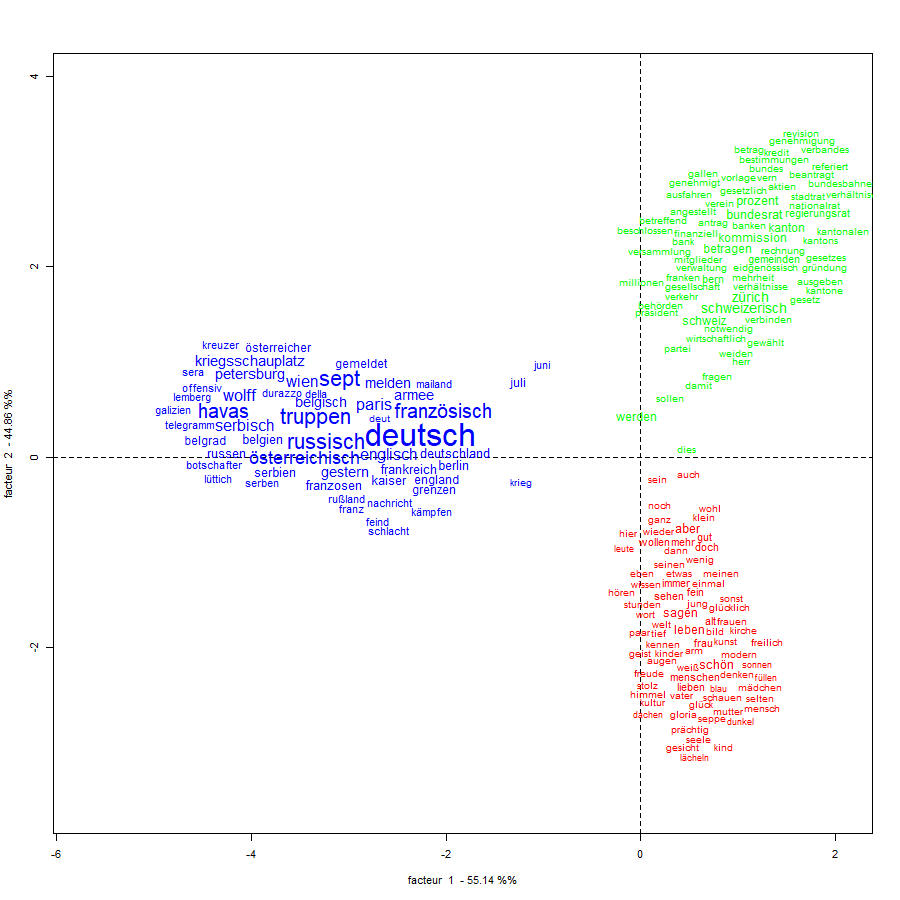 4
2
0
-2
facteur 2 - 44.86 %%
revision
genehmigung
betrag kredit verbandes
bestimmungen
bundes referiert
gallen beantragt
genehmigt vorlage vern.
aktien bundesbahne
ausfahren gesetzlich stadtrat verhältnis
verein prozent nationalrat
angestellt bundesrat regierungsrat
betreffend antrag banken kanton
beschlossen finanziell kommission kantonalen
bank kantons
versammlung betragen rechnung
mitglieder gemeinden gesetzes
verwaltung eidgenössisch gründung
franken bern mehrheit
millionen gesellschaft verhältnisse ausgeben
verkehr zürich kantone
behörden gesetz
präsident schweizerisch
schweiz verbinden
notwendig
wirtschaftlich gewählt
partei
weiden
herr
fragen
damit
sollen
werden
dies
kreuzer österreicher
kriegsschauplatz gemeldet juni
sera petersburg
offensiv wien sept melden mailand juli
lemberg wolff durazzo della armee
galizien havas belgisch paris französisch
telegramm serbisch truppen deut
belgrad belgien russisch deutsch
russen österreichisch englisch deutschland
botschafter serbien gestern frankreich berlin
lüttich serben franzosen kaiser england krieg
grenzen
rußland nachricht
franz kämpfen
feind
schlacht
sein auch
noch wohl
ganz klein
hier wieder aber
wollen mehr gut
leute dann doch
seinen wenig
eben etwas meinen
wissen immer einmal
hören sehen fein
stunden jung sonst
wort sagen glücklich
welt alt frauen
paar tief leben bild kirche
kennen frau kunst freilich
geist kinder arm modern
augen weiß schön sonnen
freude menschen denken füllen
stolz lieben blau mädchen
himmel vater schauen selten
kultur glück mensch
dächen gloria mutter
seppe dunkel
prächtig
seele
gesicht kind
lächeln
-6 -4 -2 0 2
facteur 1 - 55.14 %%